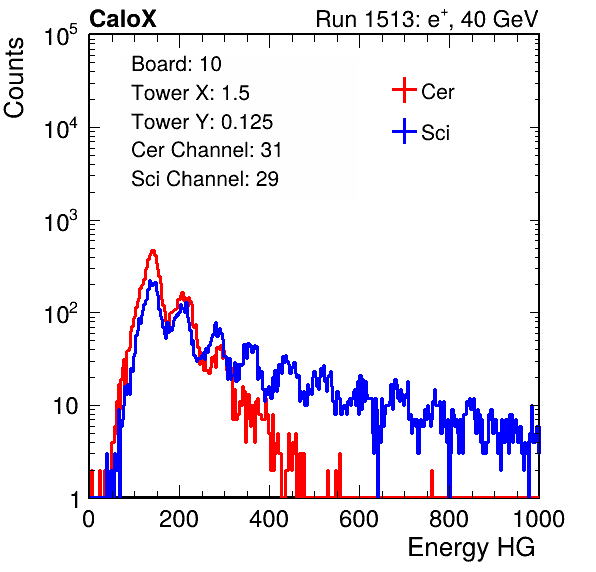 CaloX Run 1513: e⁺, 40 GeV
Counts
Board: 10
Tower X: 1.5
Tower Y: 0.125
Cer Channel: 31
Sci Channel: 29
Cer
Sci
10⁵
10⁴
10³
10²
10
1
0 200 400 600 800 1000
Energy HG